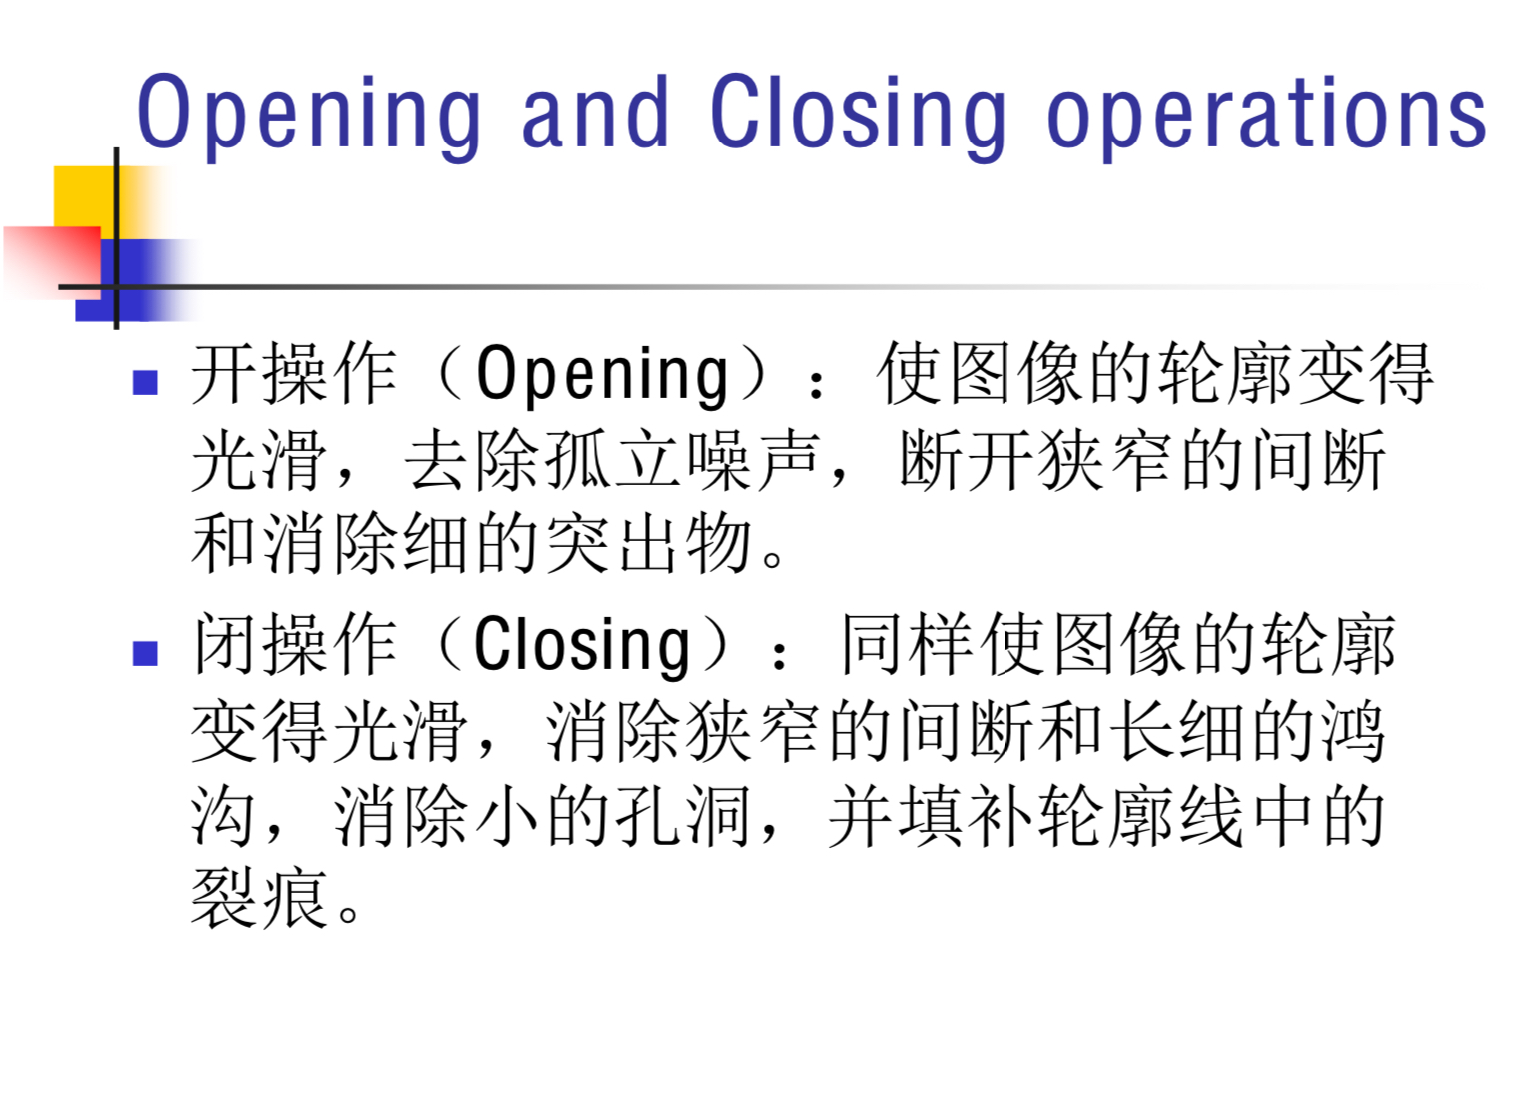 Opening and Closing operations
开操作（Opening）：使图像的轮廓变得
光滑，去除孤立噪声，断开狭窄的间断
和消除细的突出物。
闭操作（Closing）：同样使图像的轮廓
变得光滑，消除狭窄的间断和长细的鸿
沟，消除小的孔洞，并填补轮廓线中的
裂痕。